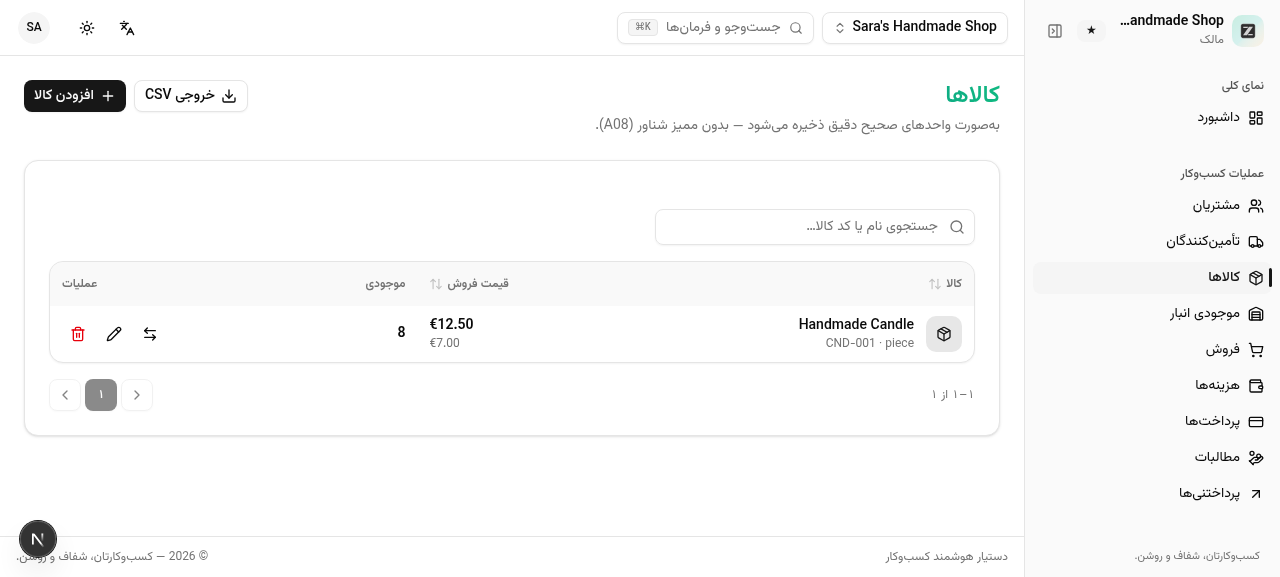 ...andmade Shop
مالک
★
نمای کلی
داشبورد
عملیات کسب‌وکار
مشتریان
تأمین‌کنندگان
کالاها
موجودی انبار
فروش
هزینه‌ها
پرداخت‌ها
مطالبات
پرداختنی‌ها
کسب‌وکارتان، شفاف و روشن.
Sara's Handmade Shop
جست‌وجو و فرمان‌ها
⌘K
SA
کالاها
به‌صورت واحدهای صحیح دقیق ذخیره می‌شود — بدون ممیز شناور (A08).
خروجی CSV
افزودن کالا
جستجوی نام یا کد کالا...
کالا قیمت فروش موجودی عملیات
Handmade Candle
CND-001 · piece
€12.50
€7.00
8
۱–۱ از ۱
۱
دستیار هوشمند کسب‌وکار
© 2026 — کسب‌وکارتان، شفاف و روشن.
N